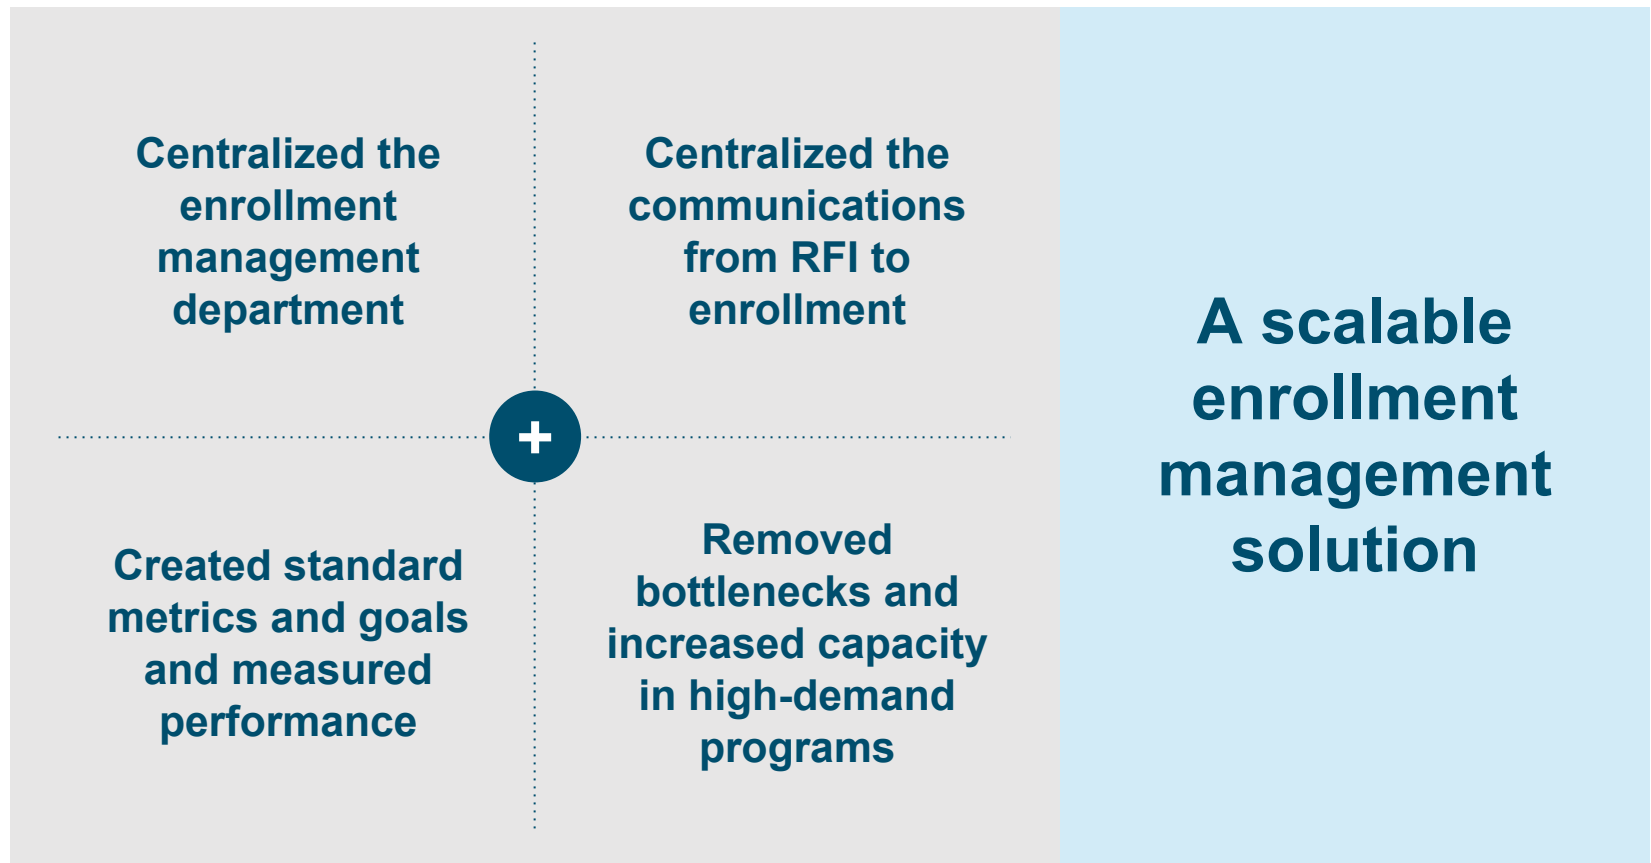 Centralized the
enrollment
management
department
Centralized the
communications
from RFI to
enrollment
+
Created standard
metrics and goals
and measured
performance
Removed
bottlenecks and
increased capacity
in high-demand
programs
A scalable
enrollment
management
solution